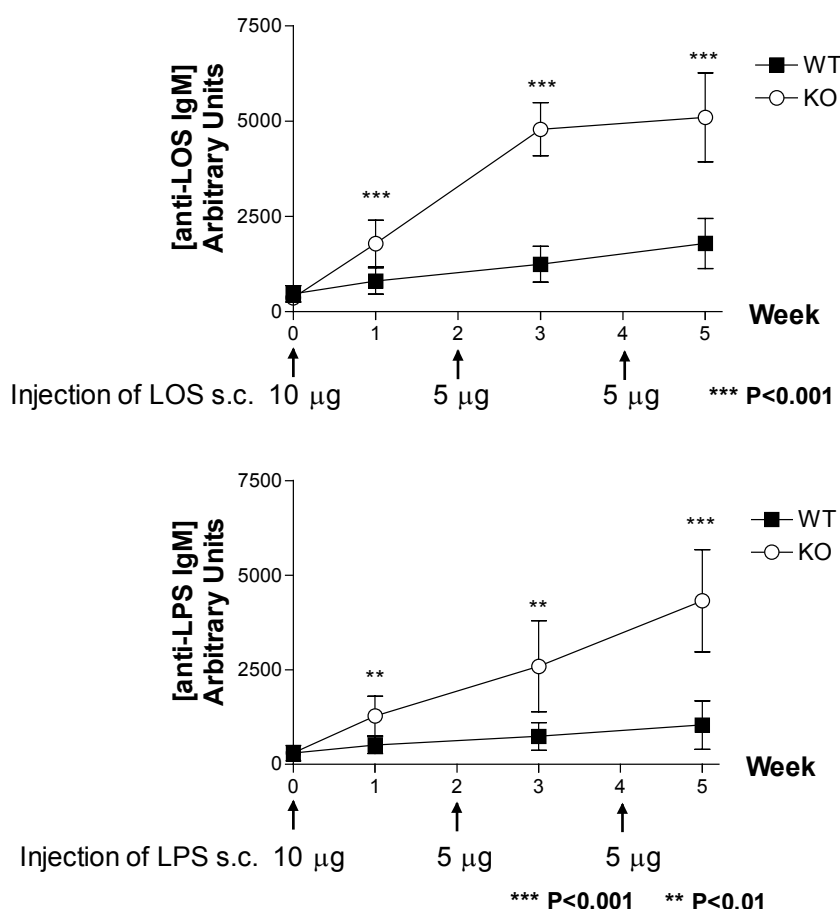 7500
5000
2500
0
[anti-LOS IgM]
Arbitrary Units
***
***
***
WT
KO
0 1 2 3 4 5
Week
Injection of LOS s.c. 10 μg 5 μg 5 μg *** P<0.001
7500
5000
2500
0
[anti-LPS IgM]
Arbitrary Units
**
**
***
WT
KO
0 1 2 3 4 5
Week
Injection of LPS s.c. 10 μg 5 μg 5 μg
*** P<0.001 ** P<0.01